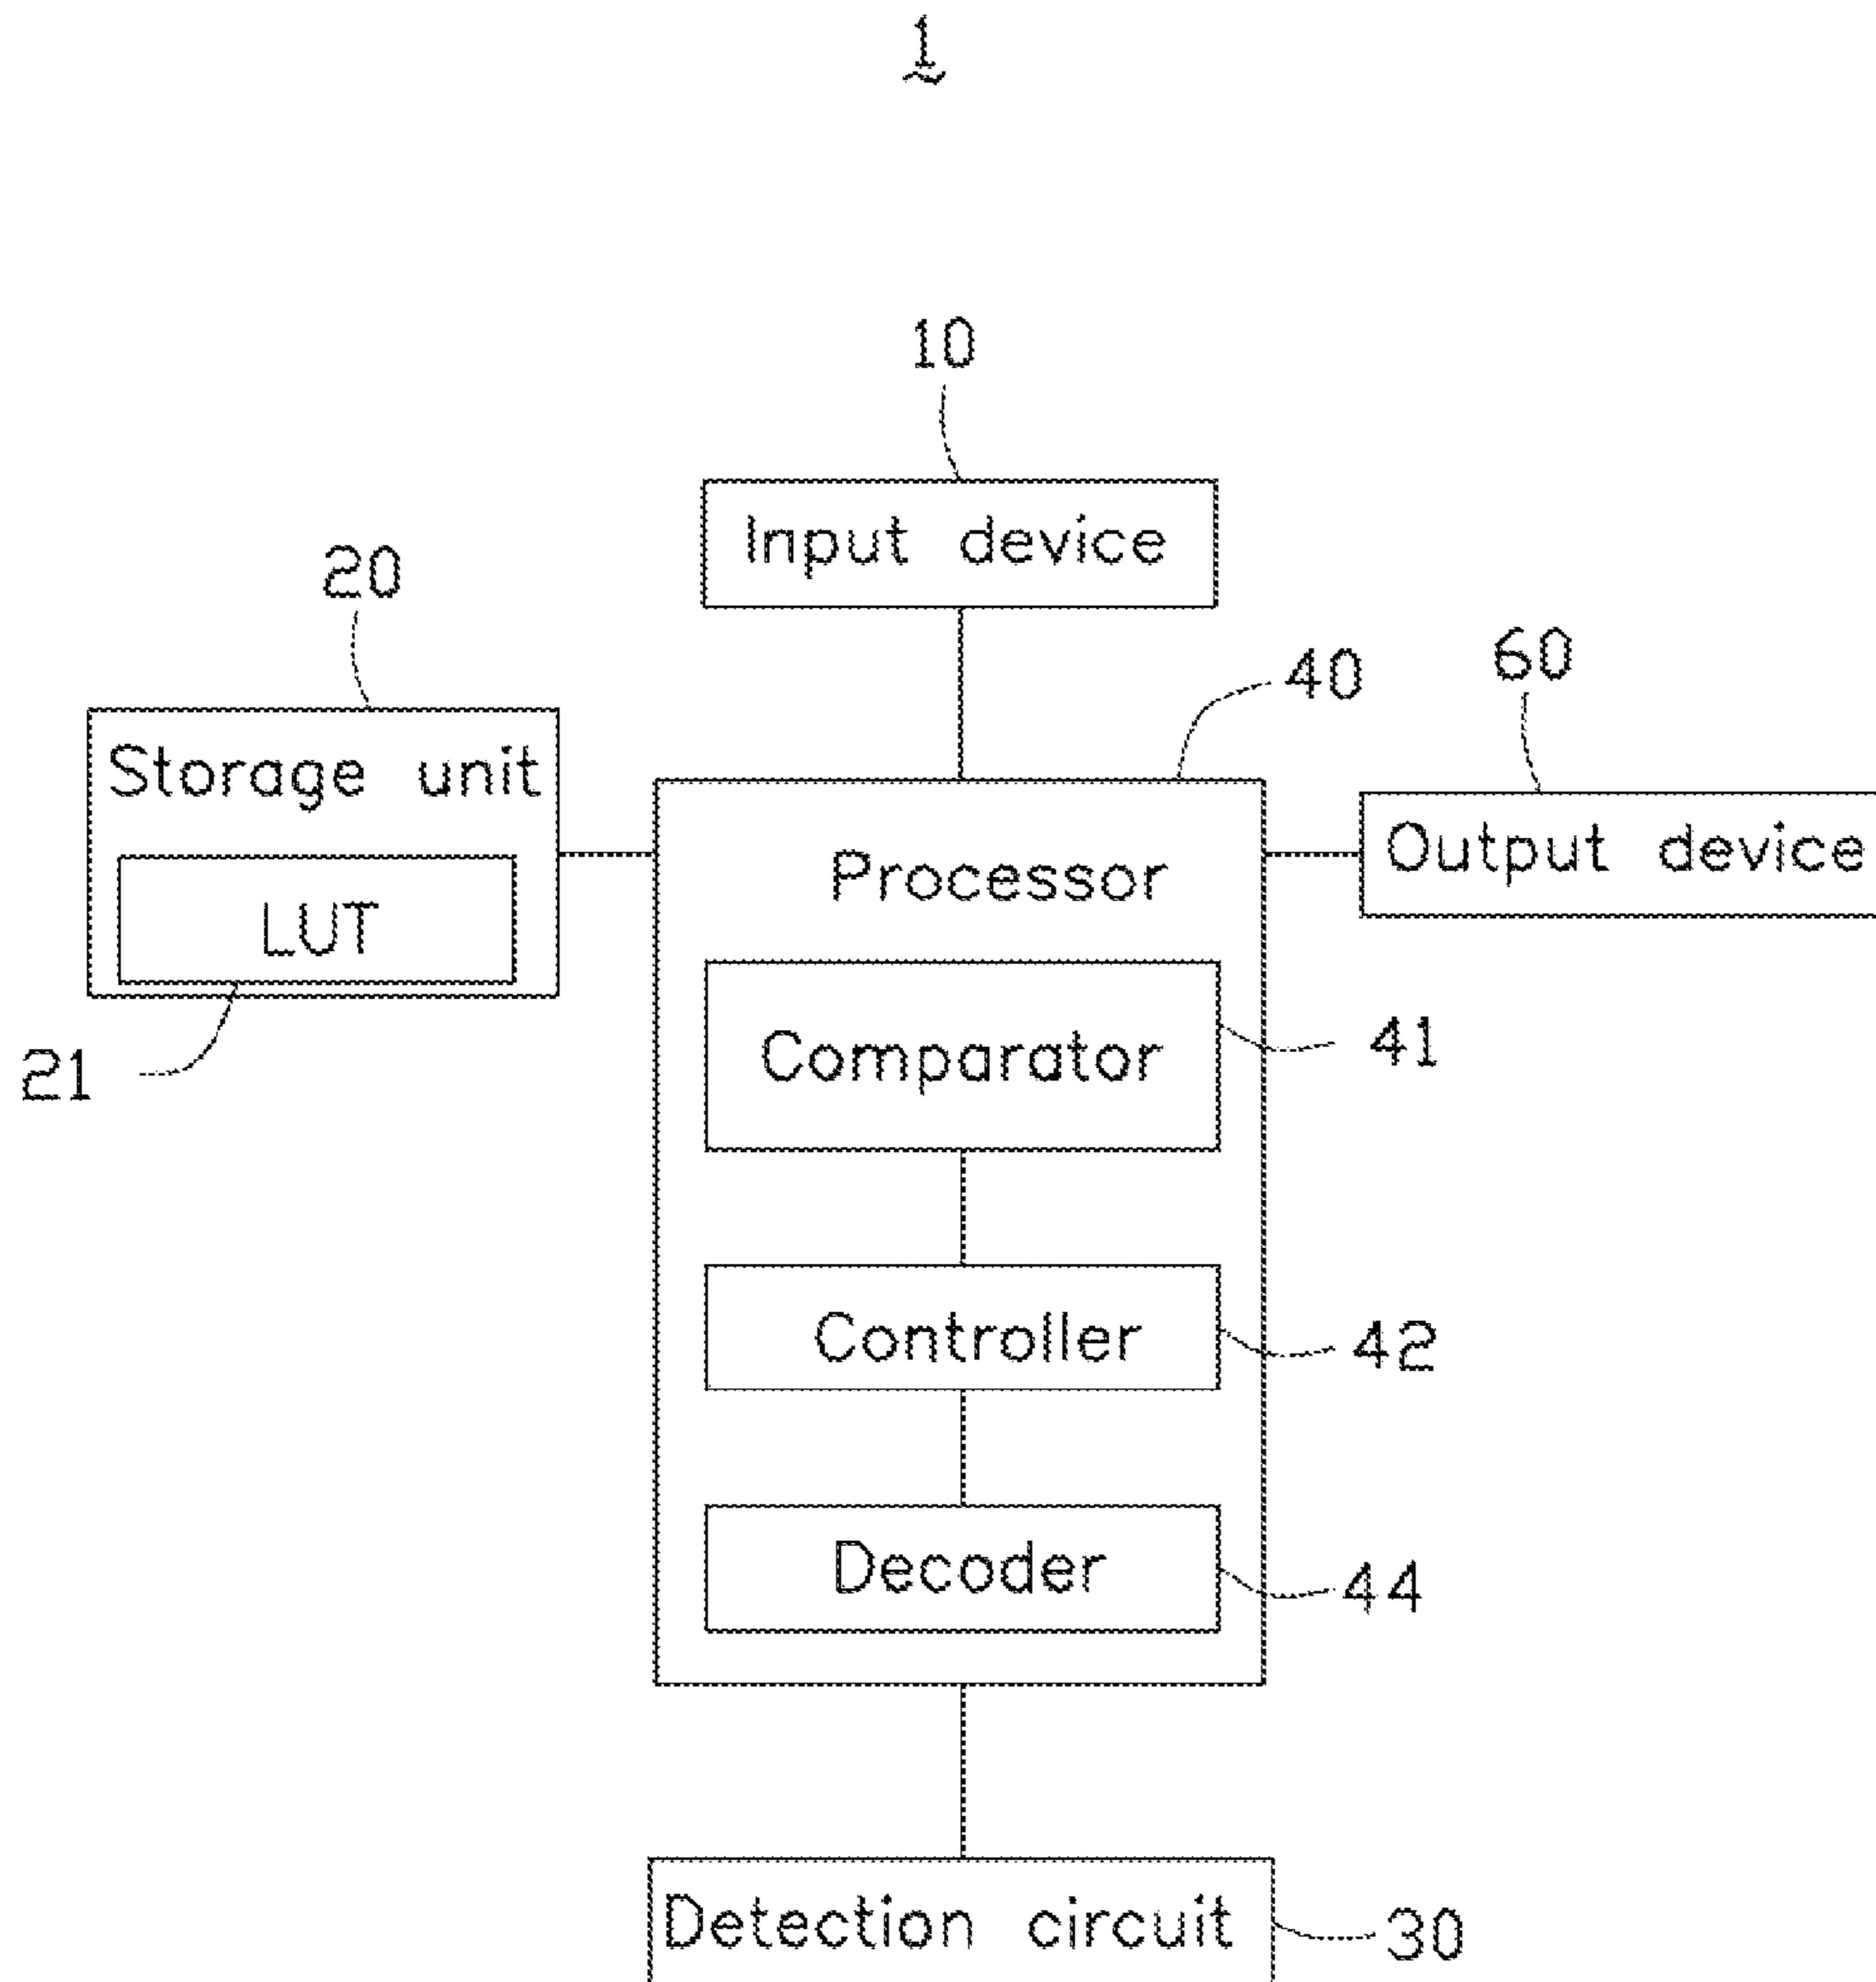 1
10
Input device
20
40
60
Storage unit
Output device
Processor
LUT
41
Comparator
21
42
Controller
44
Decoder
Detection circuit
30